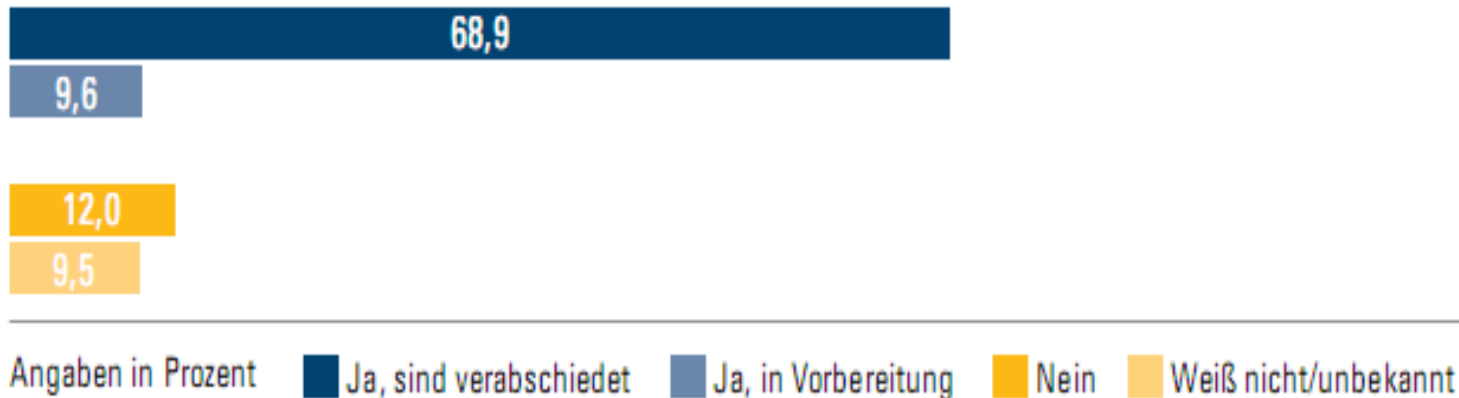 68,9
9,6
12,0
9,5
Angaben in Prozent Ja, sind verabschiedet Ja, in Vorbereitung Nein Weiß nicht/unbekannt